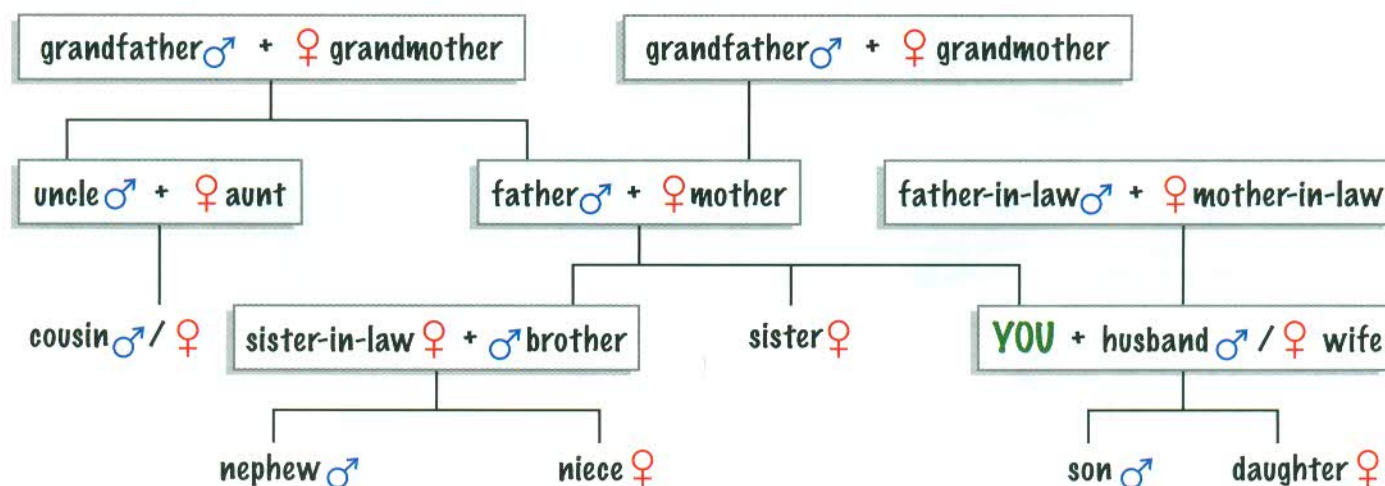 grandfather♂ + ♀ grandmother
grandfather♂ + ♀ grandmother
uncle♂ + ♀ aunt
father♂ + ♀ mother
father-in-law♂ + ♀ mother-in-law
cousin♂ / ♀
sister-in-law♀ + ♂ brother
sister♀
YOU + husband♂ / ♀ wife
nephew♂
niece♀
son♂
daughter♀